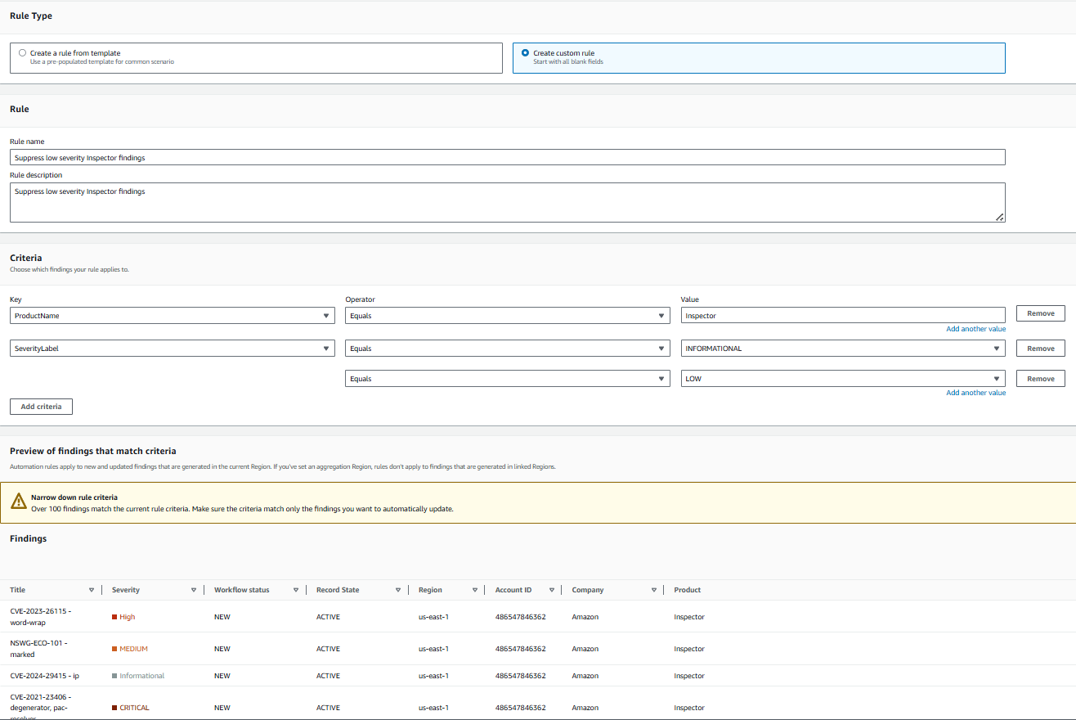 Rule Type
Create a rule from template
Use a pre-populated template for common scenario
Create custom rule
Start with all blank fields
Rule
Rule name
Suppress low severity Inspector findings
Rule description
Suppress low severity Inspector findings
Criteria
Choose which findings your rule applies to.
Key Operator Value
ProductName Equals Inspector Remove
Add another value
SeverityLabel Equals INFORMATIONAL Remove
Equals LOW Remove
Add another value
Add criteria
Preview of findings that match criteria
Automation rules apply to new and updated findings that are generated in the current Region. If you've set an aggregation Region, rules don't apply to findings that are generated in linked Regions.
Narrow down rule criteria
Over 100 findings match the current rule criteria. Make sure the criteria match only the findings you want to automatically update.
Findings
Title Severity Workflow status Record State Region Account ID Company Product
CVE-2023-26115 -
word-wrap
High NEW ACTIVE us-east-1 486547846362 Amazon Inspector
NSWG-ECO-101 -
marked
MEDIUM NEW ACTIVE us-east-1 486547846362 Amazon Inspector
CVE-2024-29415 - ip Informational NEW ACTIVE us-east-1 486547846362 Amazon Inspector
CVE-2021-23406 -
degenerator, pac-
resolver
CRITICAL NEW ACTIVE us-east-1 486547846362 Amazon Inspector